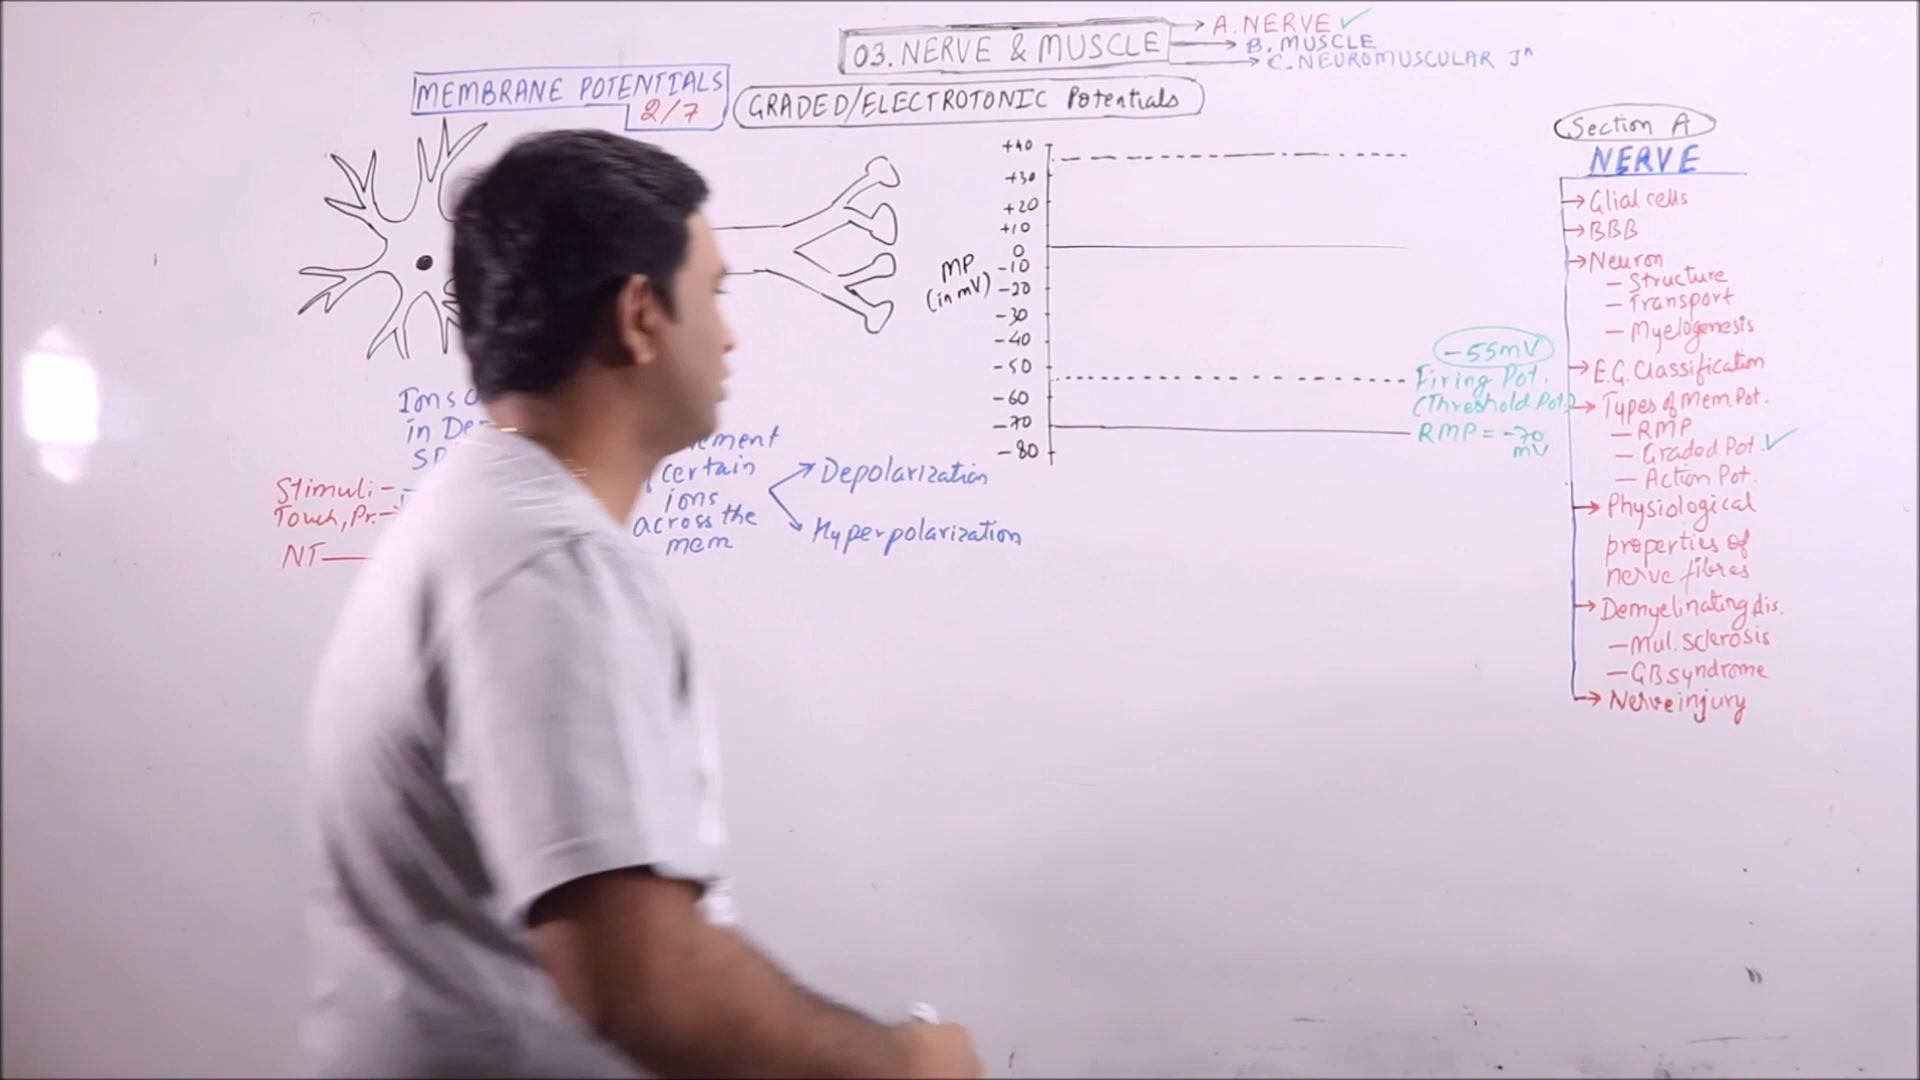 03. NERVE & MUSCLE
A. NERVE ✓
B. MUSCLE
C. NEUROMUSCULAR Jⁿ
MEMBRANE POTENTIALS
2/7
GRADED/ELECTROTONIC Potentials
+40
+30
+20
+10
0
-10
-20
-30
-40
-50
-60
-70
-80
MP
(in mV)
-55mV
Firing Pot.
(Threshold Pot.)
RMP = -70
mV
Ions
in De
Stimuli
Touch, Pr.
NT
certain
ions
across the
mem
Depolarization
Hyperpolarization
Section A
NERVE
Glial cells
BBB
Neuron
- Structure
- Transport
- Myelogenesis
E.G. Classification
Types of Mem. Pot.
- RMP
- Graded Pot. ✓
- Action Pot.
Physiological
properties of
nerve fibres
Demyelinating dis.
- Mul. Sclerosis
- GB syndrome
Nerve injury